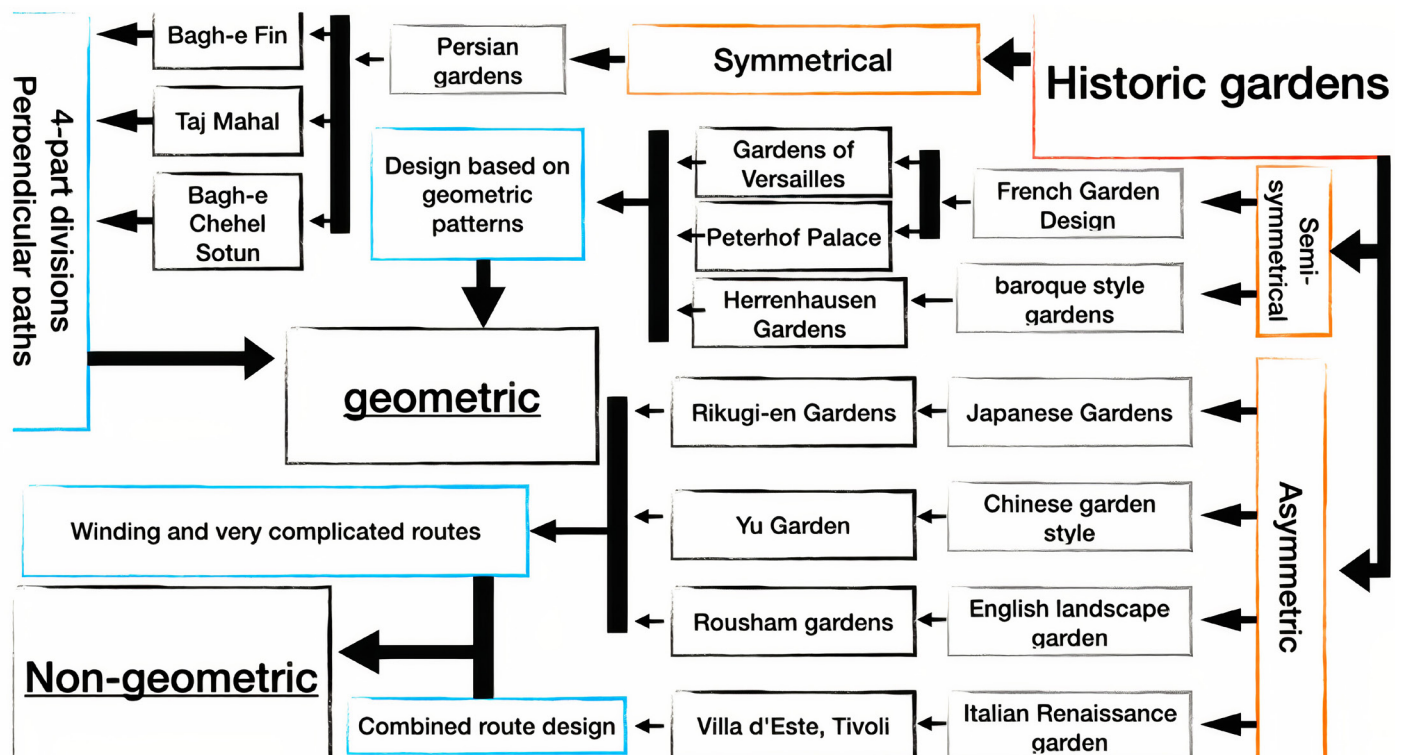 Historic gardens
Symmetrical
Persian
gardens
Bagh-e Fin
Taj Mahal
Bagh-e
Chehel
Sotun
4-part divisions
Perpendicular paths
Semi-
symmetrical
French Garden
Design
baroque style
gardens
Gardens of
Versailles
Peterhof Palace
Herrenhausen
Gardens
Design based on
geometric
patterns
geometric
Asymmetric
Japanese Gardens
Rikugi-en Gardens
Chinese garden
style
Yu Garden
English landscape
garden
Rousham gardens
Italian Renaissance
garden
Villa d'Este, Tivoli
Winding and very complicated routes
Combined route design
Non-geometric